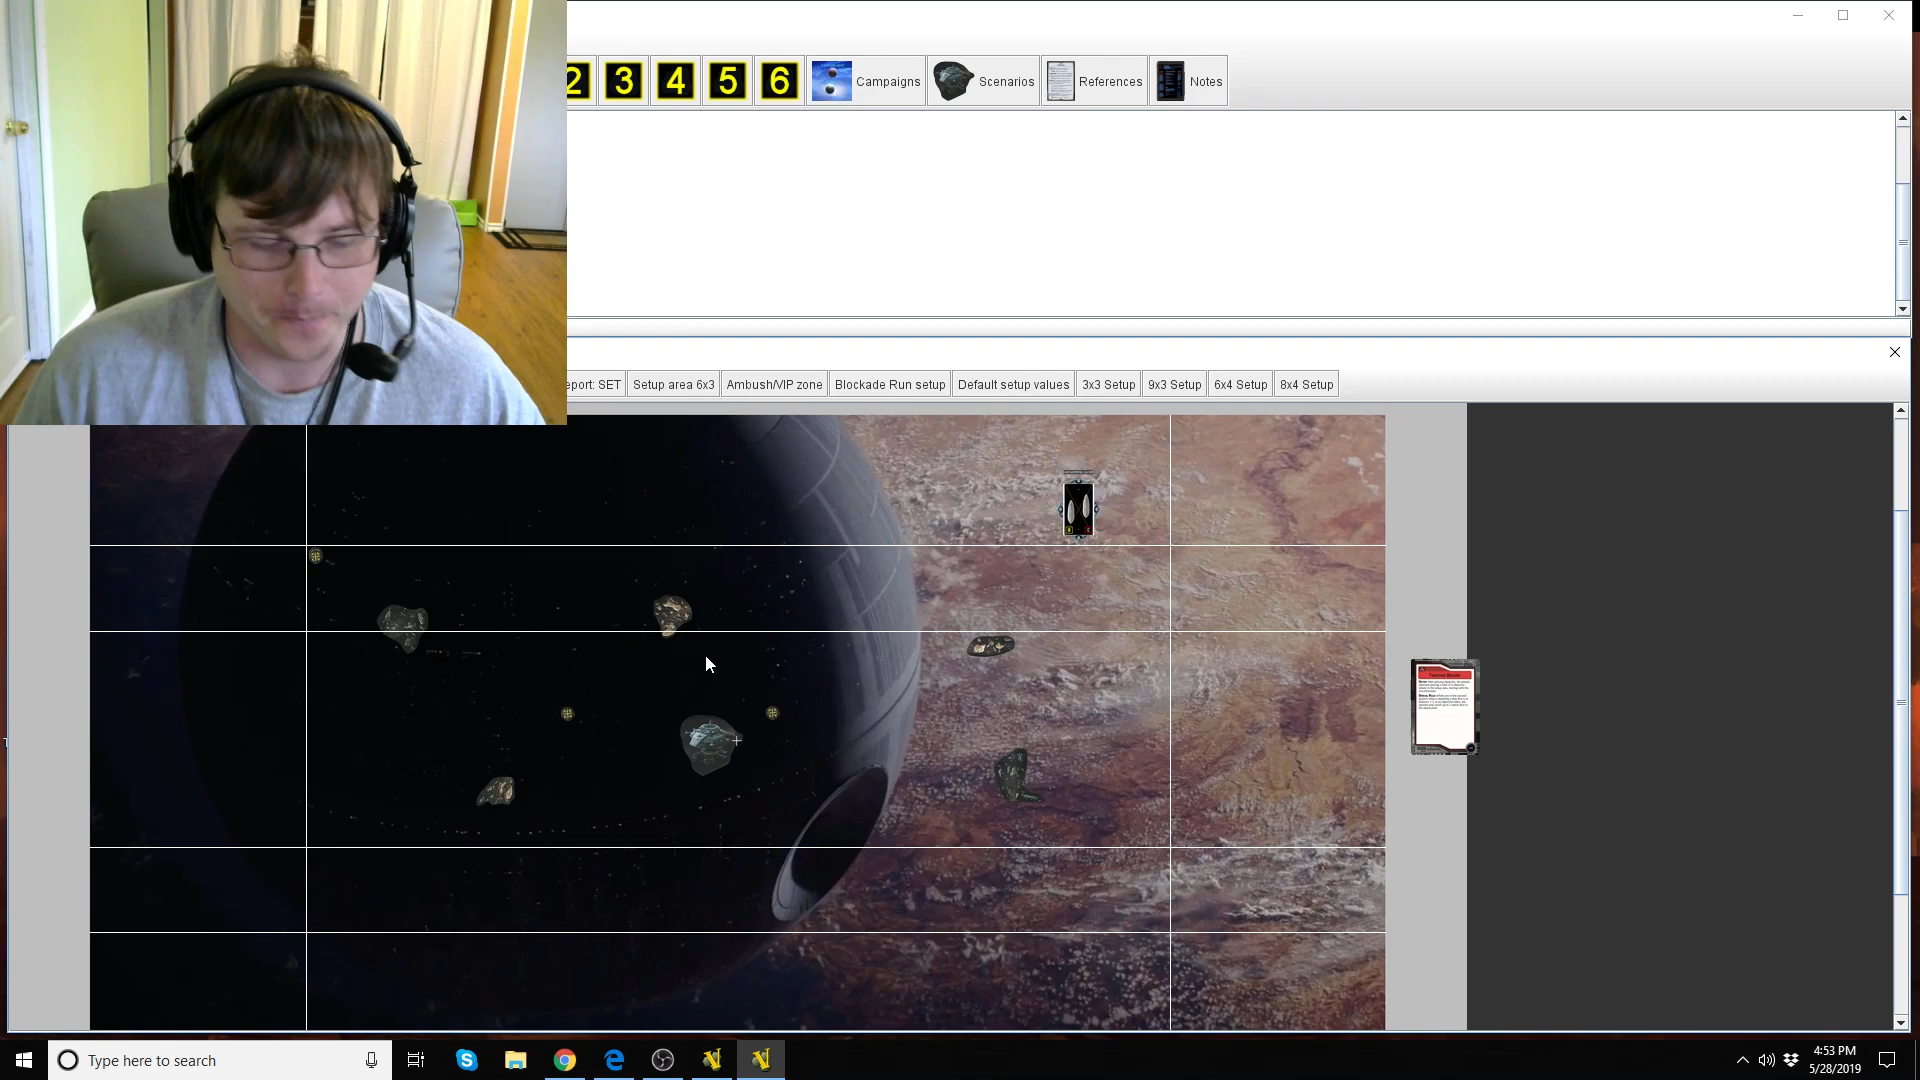 2 3 4 5 6 Campaigns Scenarios References Notes
eport: SET Setup area 6x3 Ambush/VIP zone Blockade Run setup Default setup values 3x3 Setup 9x3 Setup 6x4 Setup 8x4 Setup
Type here to search
4:53 PM
5/28/2019